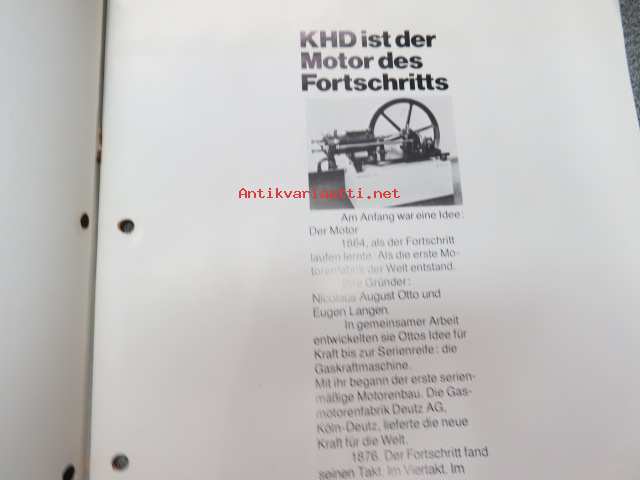 KHD ist der
Motor des
Fortschritts
Antikvariaatti.net
Am Anfang war eine Idee:
Der Motor
1864, als der Fortschritt
laufen lernte. Als die erste Mo-
torenfabrik der Welt entstand.
Ihre Gründer:
Nicolaus August Otto und
Eugen Langen.
In gemeinsamer Arbeit
entwickelten sie Ottos Idee für
Kraft bis zur Serienreife: die
Gaskraftmaschine.
Mit ihr begann der erste serien-
mäßige Motorenbau. Die Gas-
motorenfabrik Deutz AG,
Köln-Deutz, lieferte die neue
Kraft für die Welt.
1876. Der Fortschritt fand
seinen Takt. Im Viertakt. Im